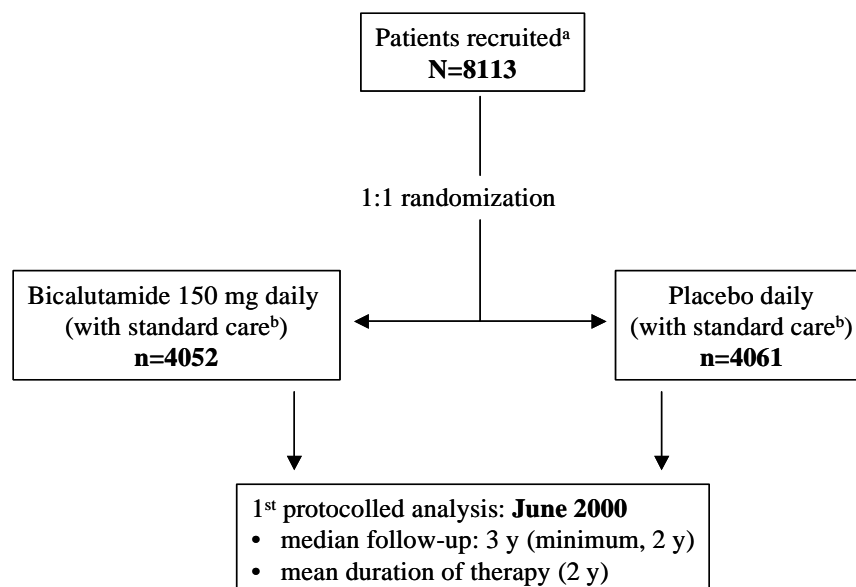 Patients recruitedᵃ
N=8113
1:1 randomization
Bicalutamide 150 mg daily
(with standard careᵇ)
n=4052
Placebo daily
(with standard careᵇ)
n=4061
1ˢᵗ protocolled analysis: June 2000
• median follow-up: 3 y (minimum, 2 y)
• mean duration of therapy (2 y)